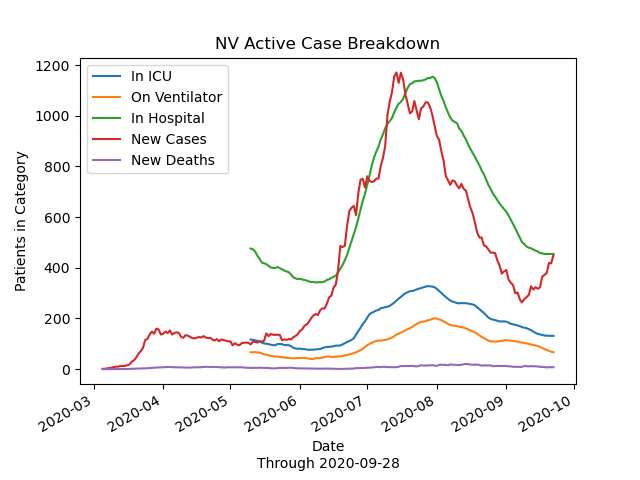 NV Active Case Breakdown
In ICU
On Ventilator
In Hospital
New Cases
New Deaths
Patients in Category
1200
1000
800
600
400
200
0
2020-03
2020-04
2020-05
2020-06
2020-07
2020-08
2020-09
2020-10
Date
Through 2020-09-28